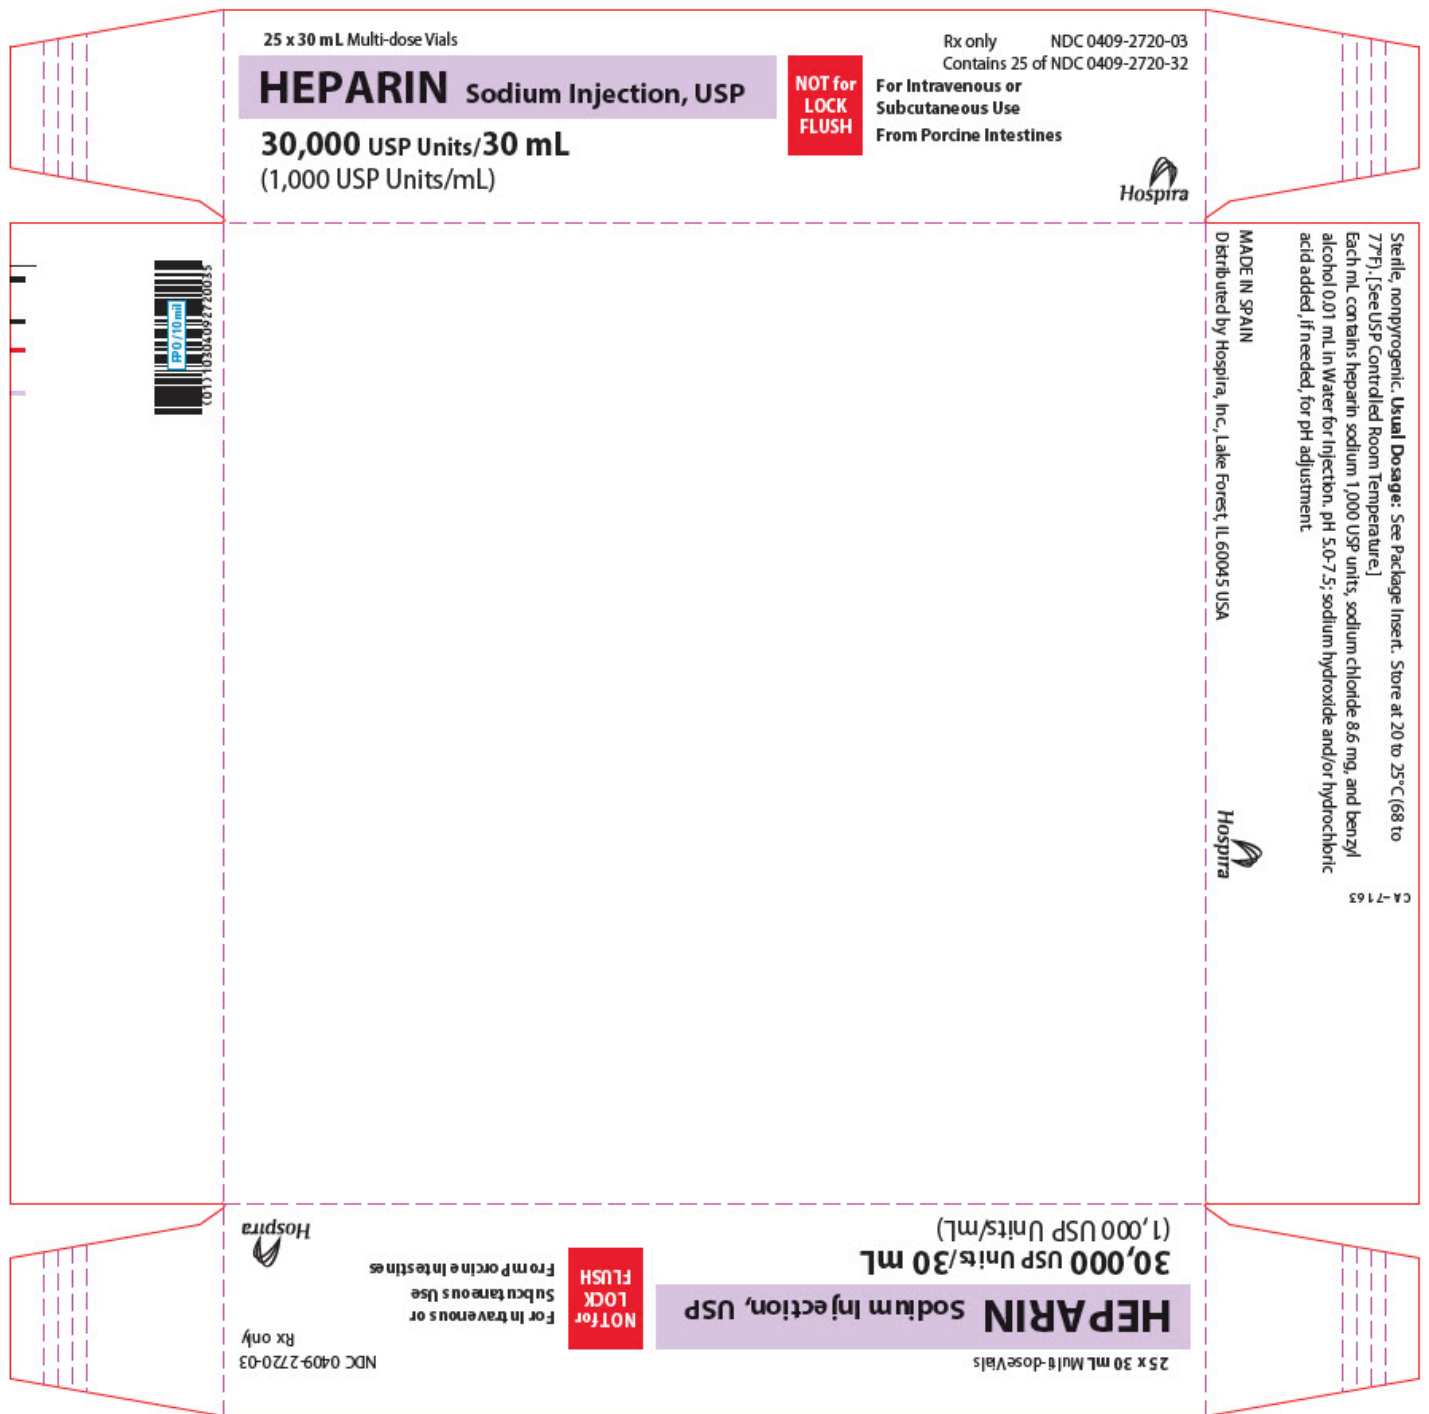 25 x 30 mL Multi-dose Vials
HEPARIN Sodium Injection, USP
30,000 USP Units/30 mL
(1,000 USP Units/mL)
NOT for
LOCK
FLUSH
Rx only NDC 0409-2720-03
Contains 25 of NDC 0409-2720-32
For Intravenous or
Subcutaneous Use
From Porcine Intestines
Hospira
(01)10304092720035
FPO/10 mil
Sterile, nonpyrogenic. Usual Dosage: See Package Insert. Store at 20 to 25°C (68 to
77°F). [See USP Controlled Room Temperature.]
Each mL contains heparin sodium 1,000 USP units, sodium chloride 8.6 mg, and benzyl
alcohol 0.01 mL in Water for Injection. pH 5.0-7.5; sodium hydroxide and/or hydrochloric
acid added, if needed, for pH adjustment.
MADE IN SPAIN
Distributed by Hospira, Inc., Lake Forest, IL 60045 USA
Hospira
CA-7163
25 x 30 mL Multi-dose Vials
HEPARIN Sodium Injection, USP
30,000 USP Units/30 mL
(1,000 USP Units/mL)
NOT for
LOCK
FLUSH
NDC 0409-2720-03
Rx only
For Intravenous or
Subcutaneous Use
From Porcine Intestines
Hospira